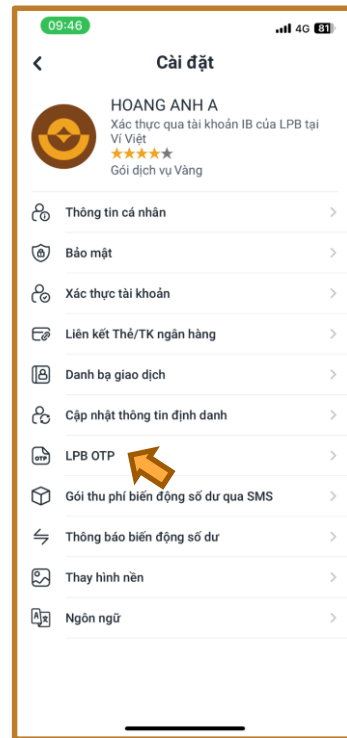 09:46
4G 81
Cài đặt
HOANG ANH A
Xác thực qua tài khoản IB của LPB tại
Ví Việt
Gói dịch vụ Vàng
Thông tin cá nhân
Bảo mật
Xác thực tài khoản
Liên kết Thẻ/TK ngân hàng
Danh bạ giao dịch
Cập nhật thông tin định danh
OTP
LPB OTP
Gói thu phí biến động số dư qua SMS
Thông báo biến động số dư
Thay hình nền
Ngôn ngữ